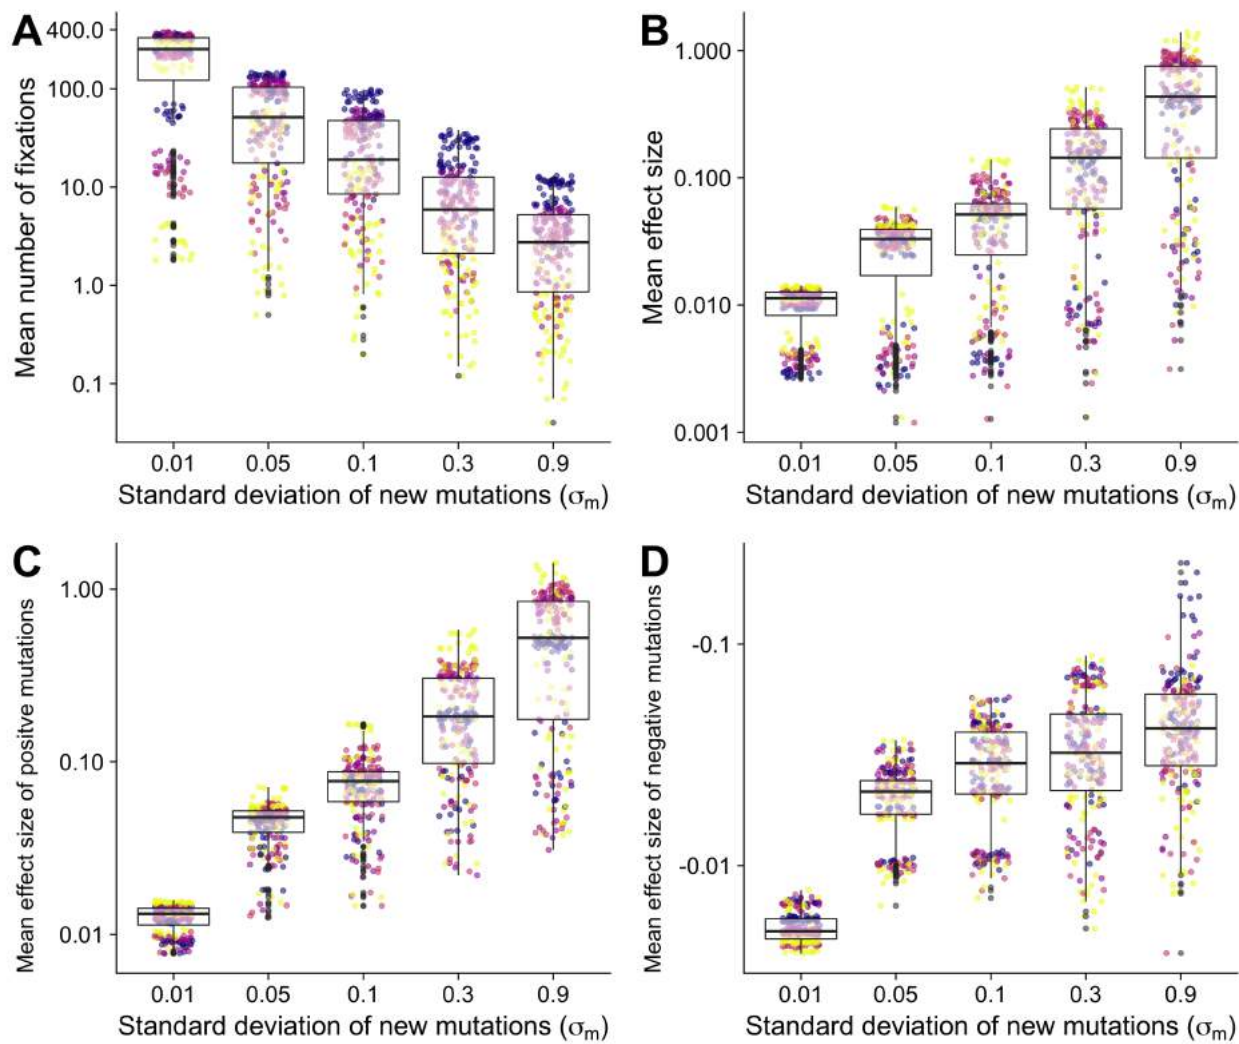 A
Mean number of fixations
400.0
100.0
10.0
1.0
0.1
0.01 0.05 0.1 0.3 0.9
Standard deviation of new mutations (σm)
B
Mean effect size
1.000
0.100
0.010
0.001
0.01 0.05 0.1 0.3 0.9
Standard deviation of new mutations (σm)
C
Mean effect size of positive mutations
1.00
0.10
0.01
0.01 0.05 0.1 0.3 0.9
Standard deviation of new mutations (σm)
D
Mean effect size of negative mutations
-0.1
-0.01
0.01 0.05 0.1 0.3 0.9
Standard deviation of new mutations (σm)